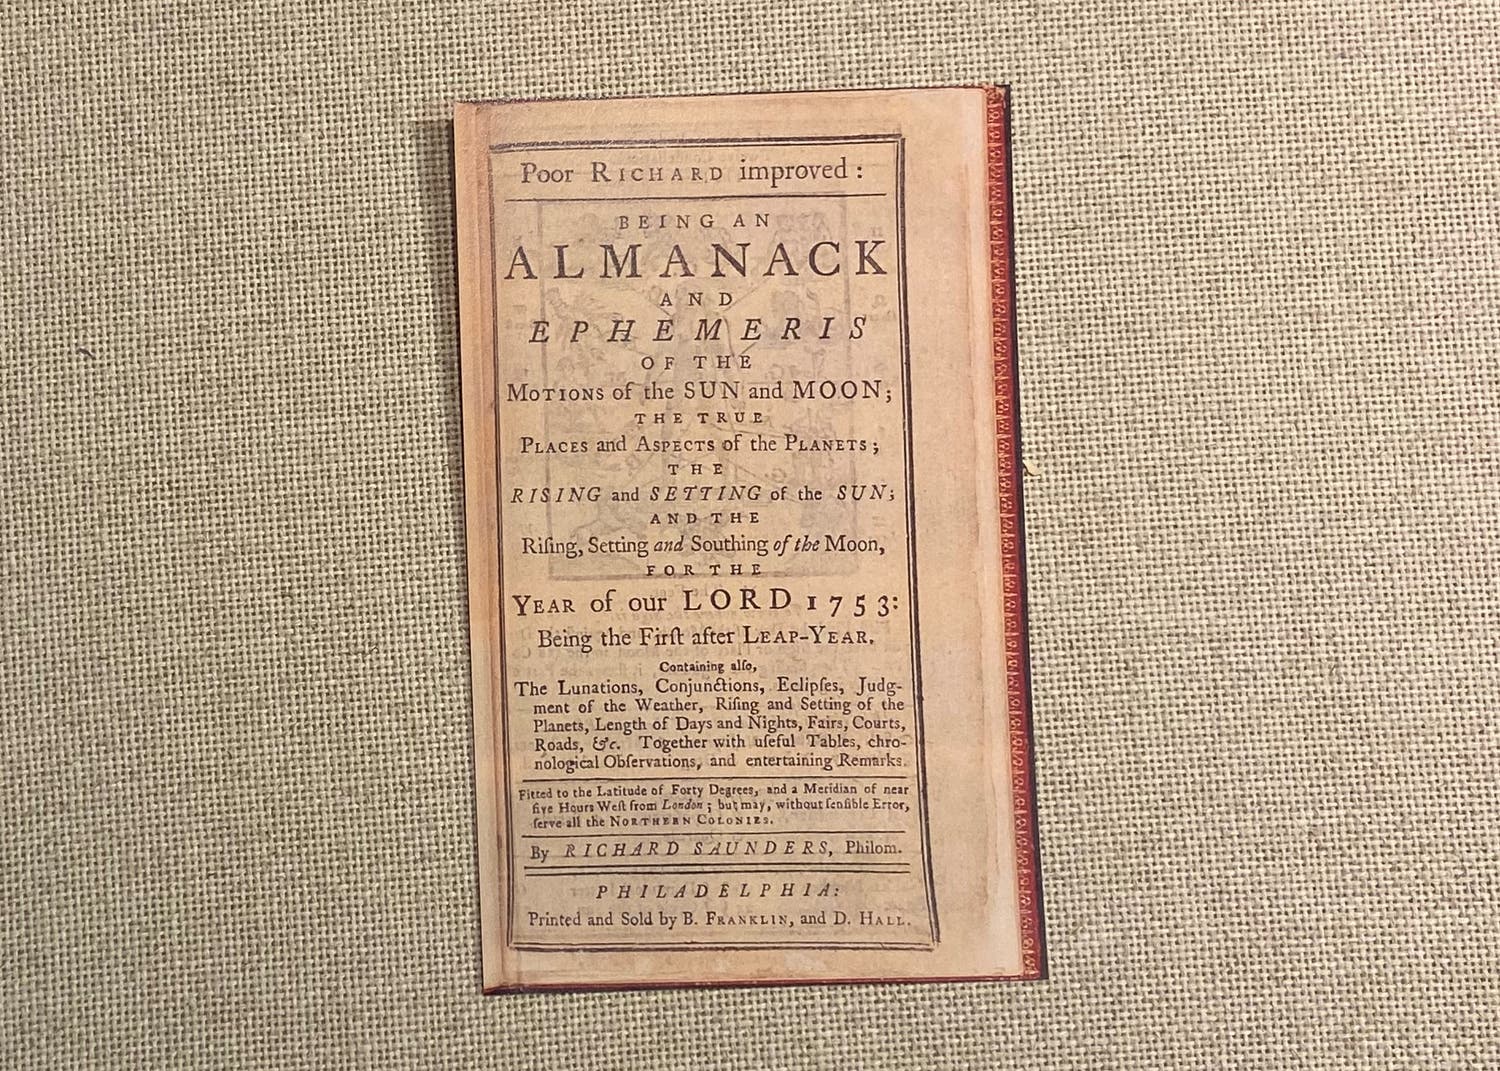 Poor RICHARD improved:
BEING AN
ALMANACK
AND
EPHEMERIS
OF THE
MOTIONS of the SUN and MOON;
THE TRUE
PLACES and ASPECTS of the PLANETS;
THE
RISING and SETTING of the SUN;
AND THE
Riſing, Setting and Southing of the Moon,
FOR THE
YEAR of our LORD 1753:
Being the Firſt after LEAP-YEAR.
Containing alſo,
The Lunations, Conjunctions, Eclipſes, Judg-
ment of the Weather, Riſing and Setting of the
Planets, Length of Days and Nights, Fairs, Courts,
Roads, &c. Together with uſeful Tables, chro-
nological Obſervations, and entertaining Remarks.
Fitted to the Latitude of Forty Degrees, and a Meridian of near
five Hours Weſt from London; but may, without ſenſible Error,
ſerve all the NORTHERN COLONIES.
By RICHARD SAUNDERS, Philom.
PHILADELPHIA:
Printed and Sold by B. FRANKLIN, and D. HALL.